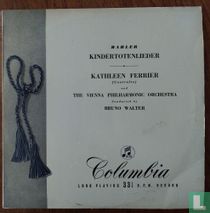 MAHLER
KINDERTOTENLIEDER
KATHLEEN FERRIER
(Contralto)
and
THE VIENNA PHILHARMONIC ORCHESTRA
Conducted by
BRUNO WALTER
Columbia
LONG PLAYING 33⅓ R.P.M. RECORD
catawiki